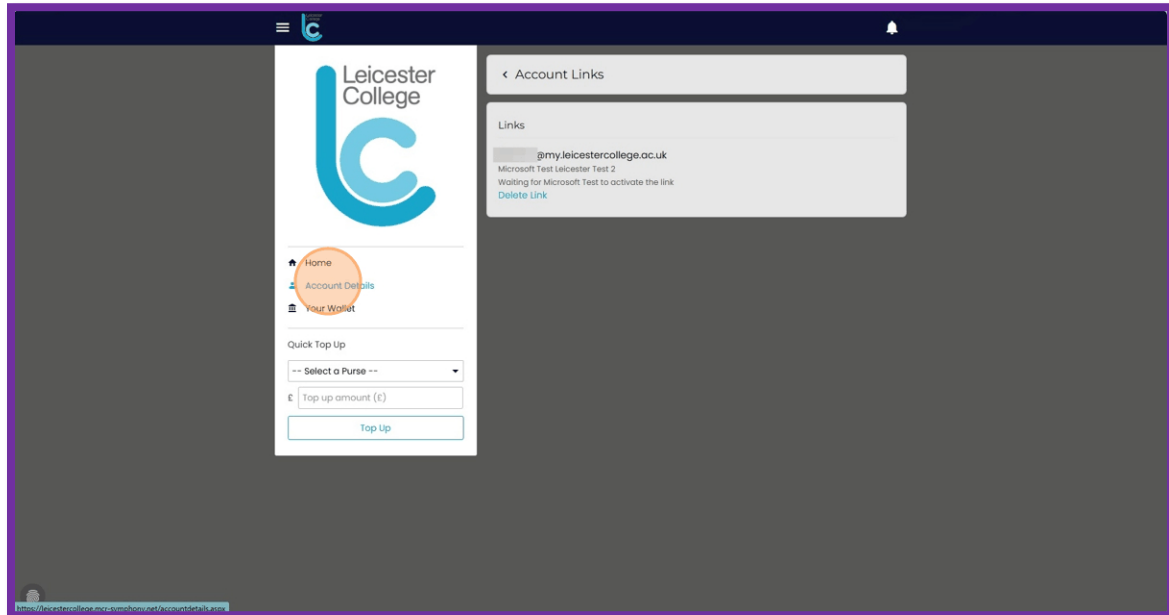 Leicester
College
Home
Account Details
Your Wallet
Quick Top Up
-- Select a Purse --
£ Top up amount (£)
Top Up
< Account Links
Links
@my.leicestercollege.ac.uk
Microsoft Test Leicester Test 2
Waiting for Microsoft Test to activate the link
Delete Link
https://leicestercollege.mcr-symphony.net/accountdetails.aspx